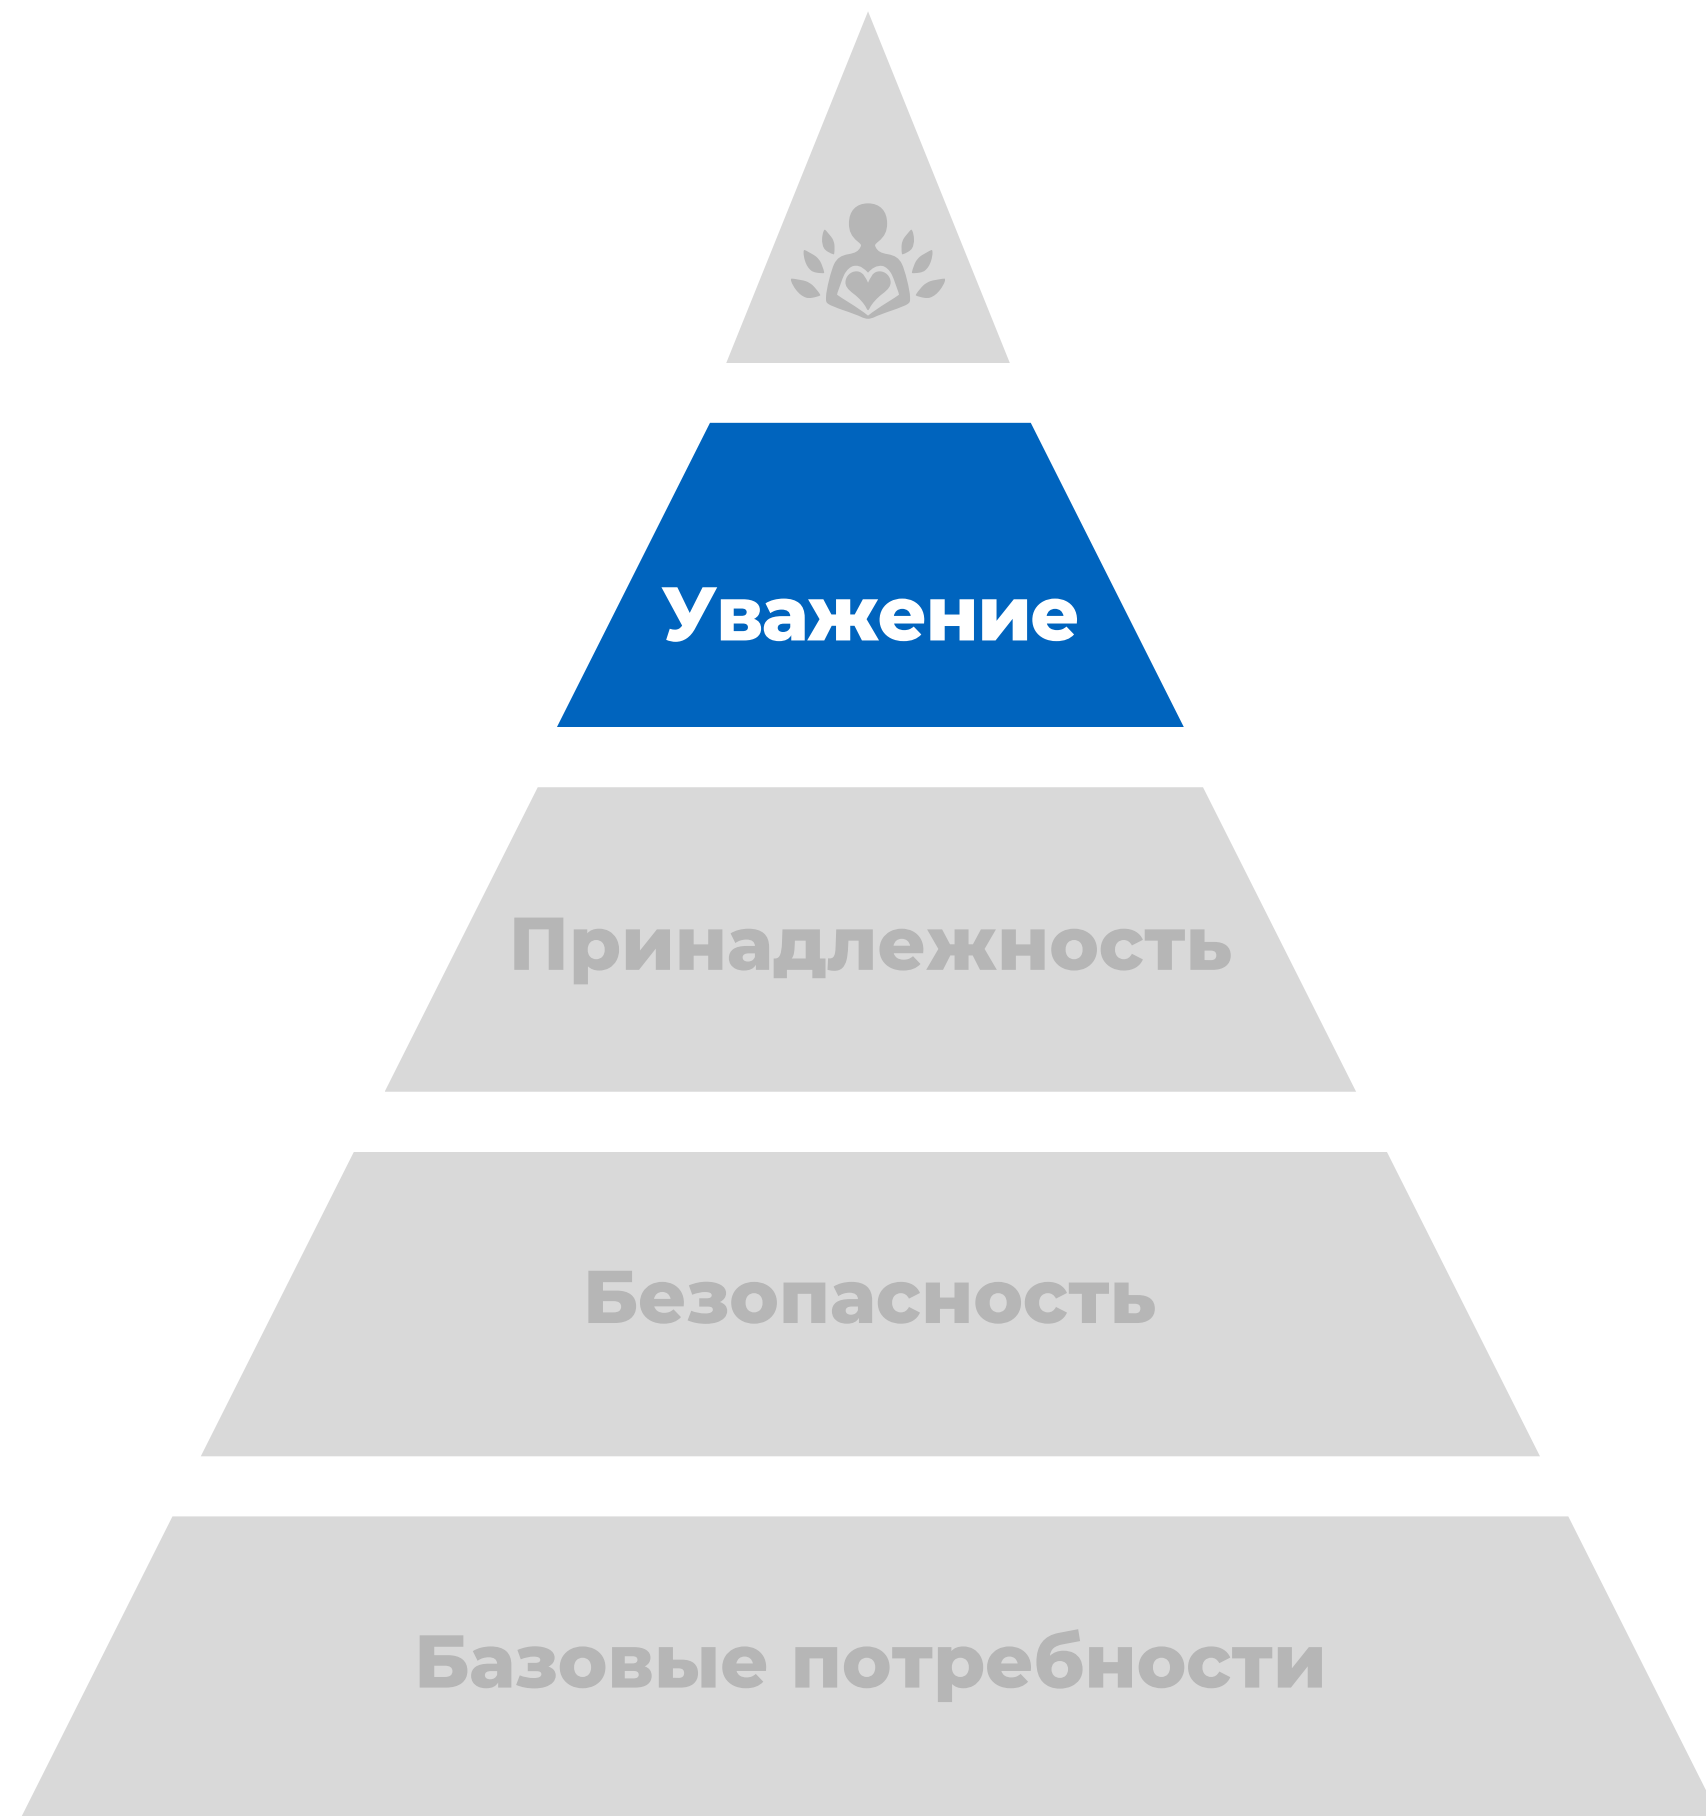 Уважение
Принадлежность
Безопасность
Базовые потребности